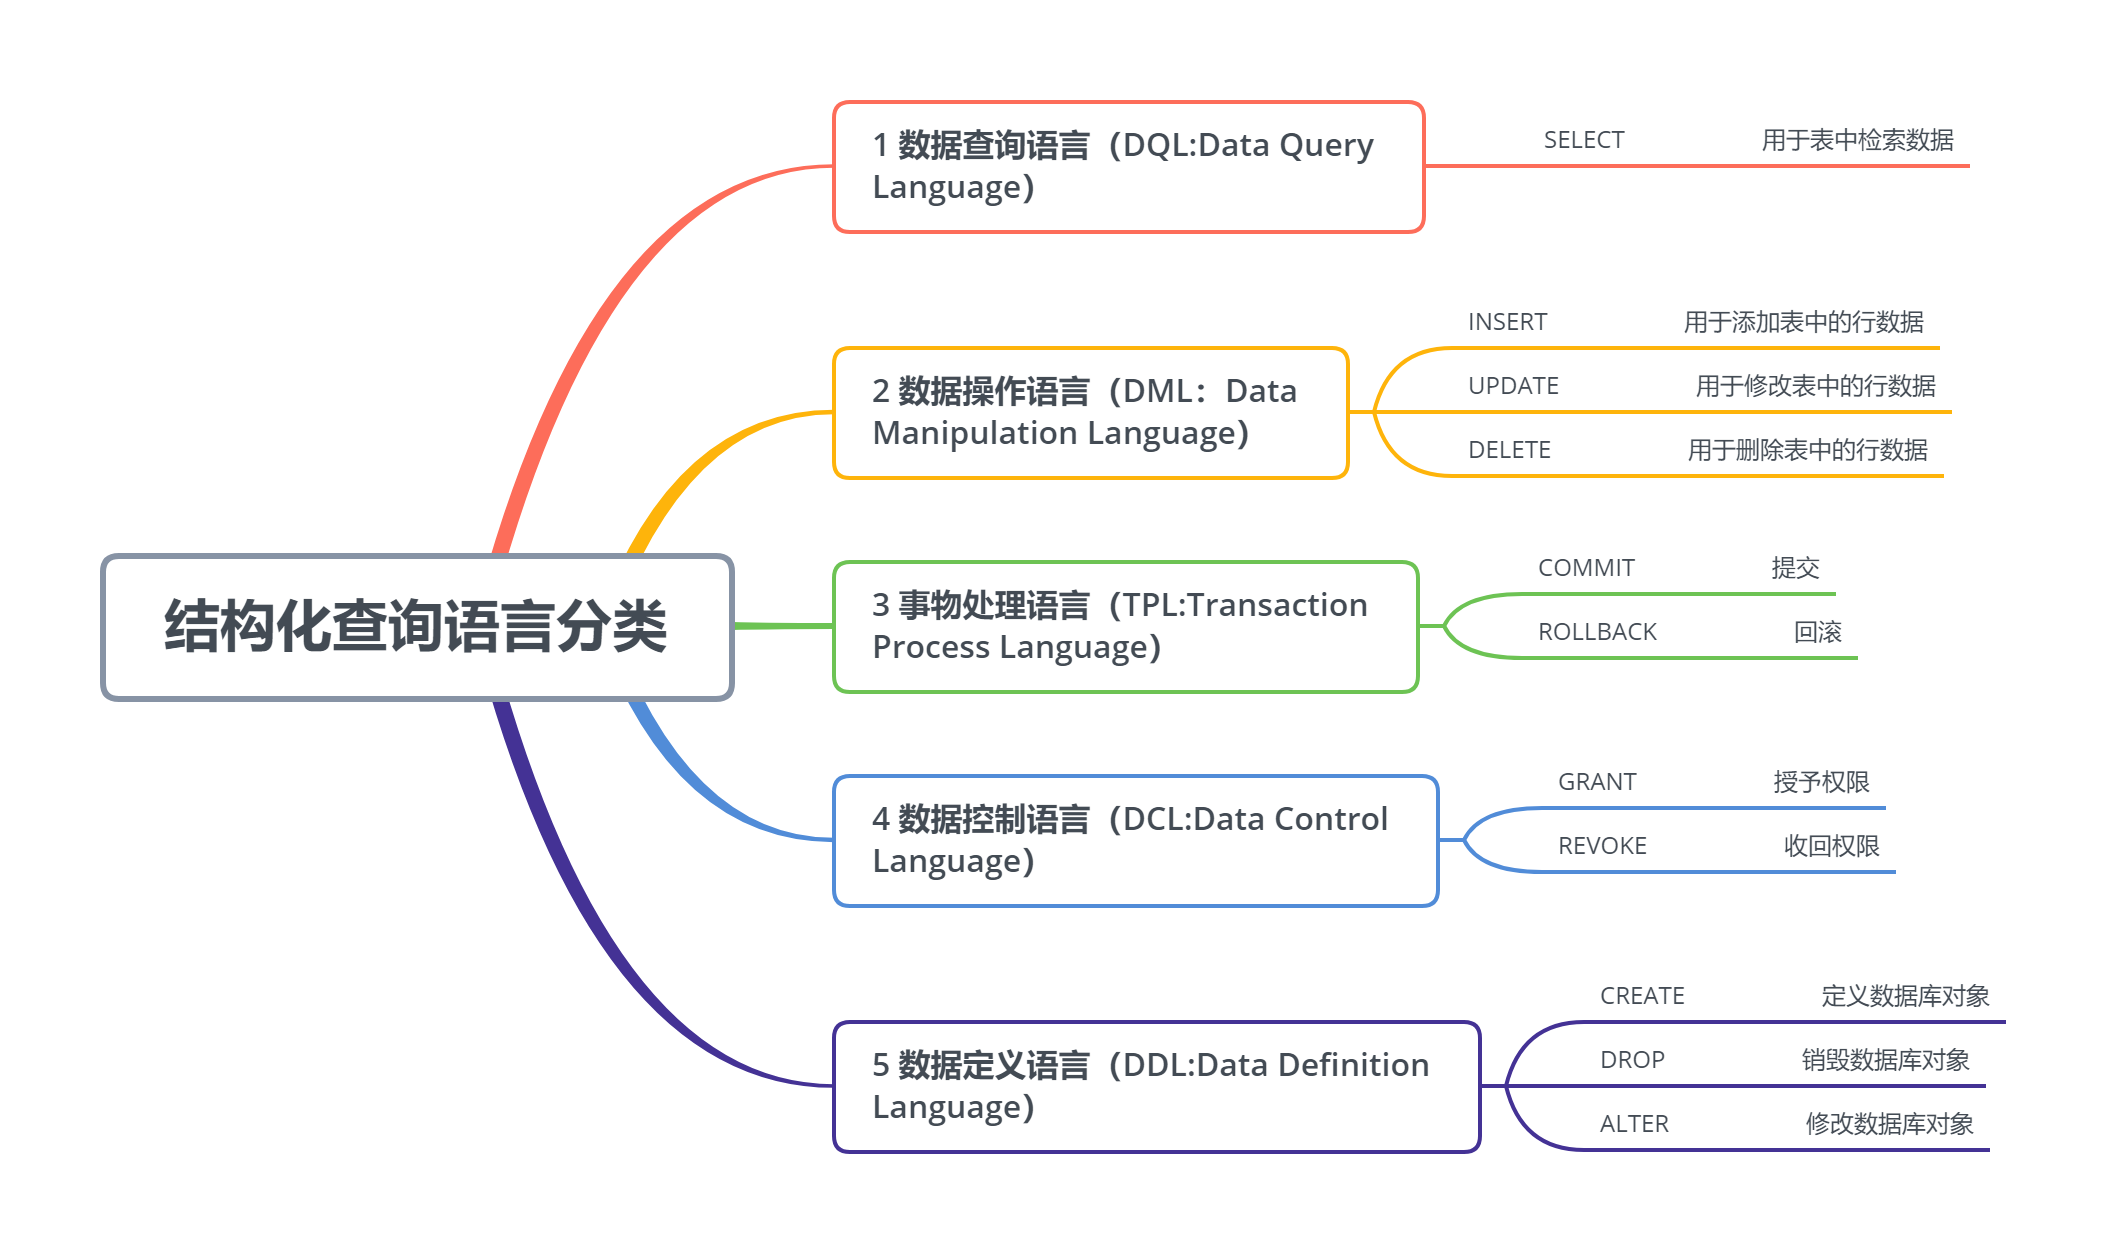 结构化查询语言分类
1 数据查询语言（DQL:Data Query
Language）
SELECT 用于表中检索数据
2 数据操作语言（DML：Data
Manipulation Language）
INSERT 用于添加表中的行数据
UPDATE 用于修改表中的行数据
DELETE 用于删除表中的行数据
3 事物处理语言（TPL:Transaction
Process Language）
COMMIT 提交
ROLLBACK 回滚
4 数据控制语言（DCL:Data Control
Language）
GRANT 授予权限
REVOKE 收回权限
5 数据定义语言（DDL:Data Definition
Language）
CREATE 定义数据库对象
DROP 销毁数据库对象
ALTER 修改数据库对象